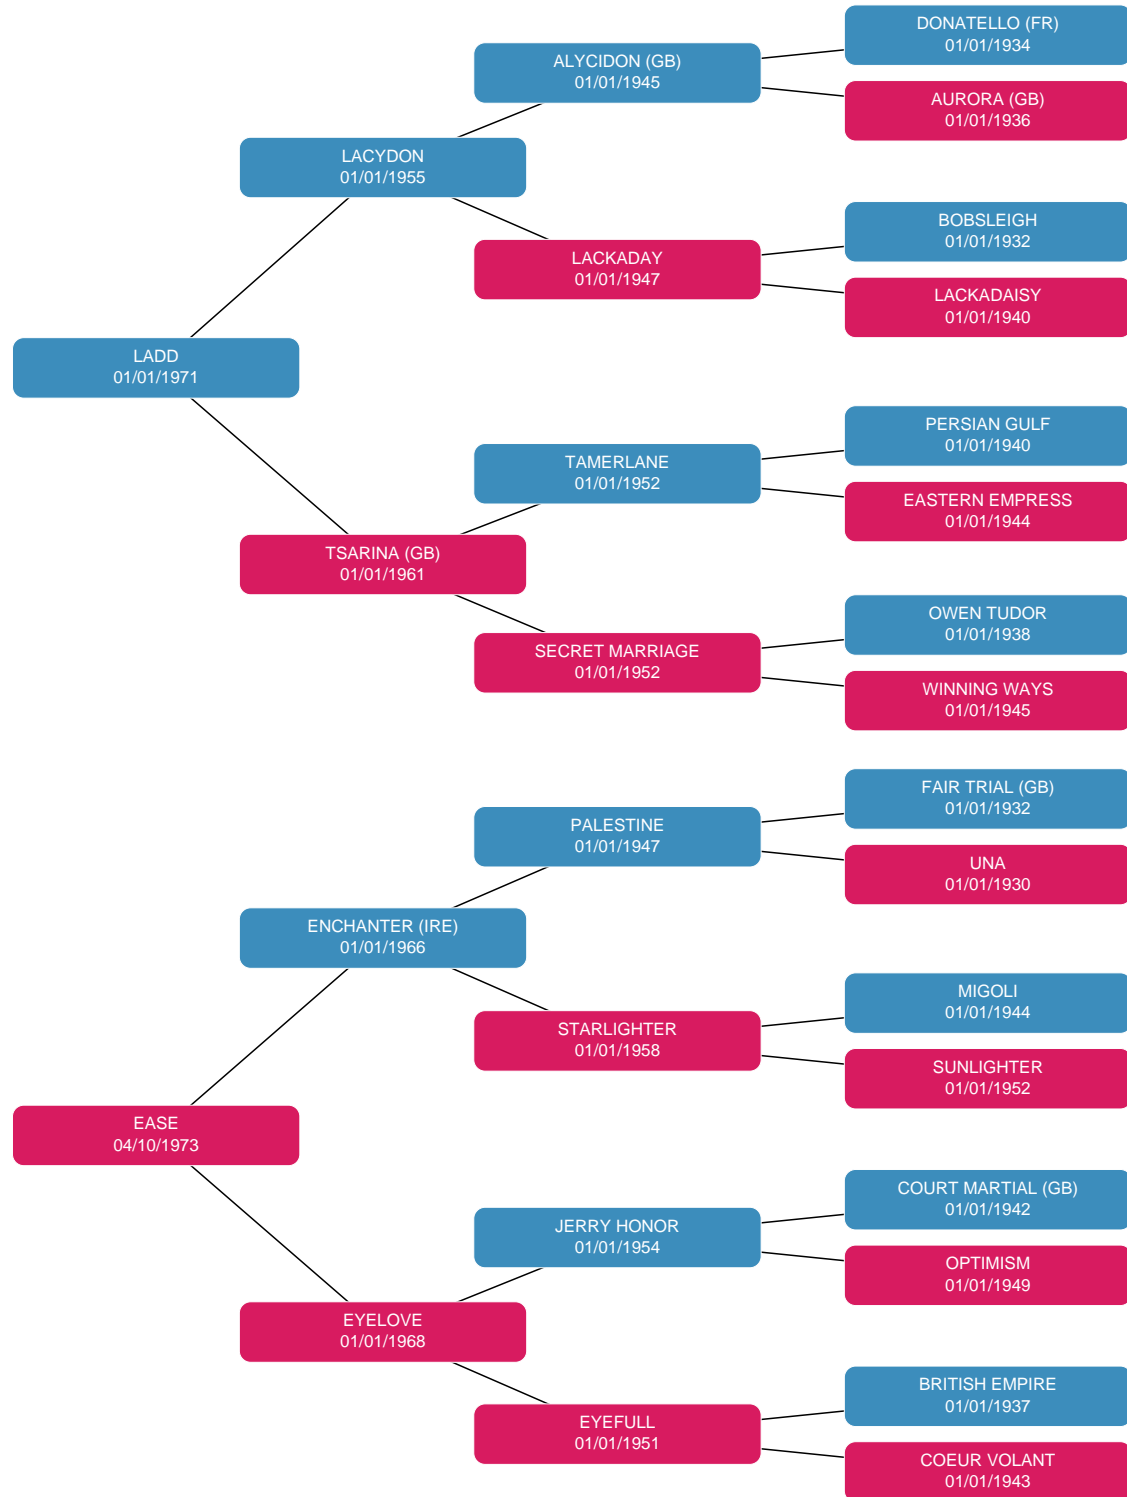 DONATELLO (FR)
01/01/1934
ALYCIDON (GB)
01/01/1945
AURORA (GB)
01/01/1936
LACYDON
01/01/1955
BOBSLEIGH
01/01/1932
LACKADAY
01/01/1947
LACKADAISY
01/01/1940
LADD
01/01/1971
PERSIAN GULF
01/01/1940
TAMERLANE
01/01/1952
EASTERN EMPRESS
01/01/1944
TSARINA (GB)
01/01/1961
OWEN TUDOR
01/01/1938
SECRET MARRIAGE
01/01/1952
WINNING WAYS
01/01/1945
FAIR TRIAL (GB)
01/01/1932
PALESTINE
01/01/1947
UNA
01/01/1930
ENCHANTER (IRE)
01/01/1966
MIGOLI
01/01/1944
STARLIGHTER
01/01/1958
SUNLIGHTER
01/01/1952
EASE
04/10/1973
COURT MARTIAL (GB)
01/01/1942
JERRY HONOR
01/01/1954
OPTIMISM
01/01/1949
EYELOVE
01/01/1968
BRITISH EMPIRE
01/01/1937
EYEFULL
01/01/1951
COEUR VOLANT
01/01/1943